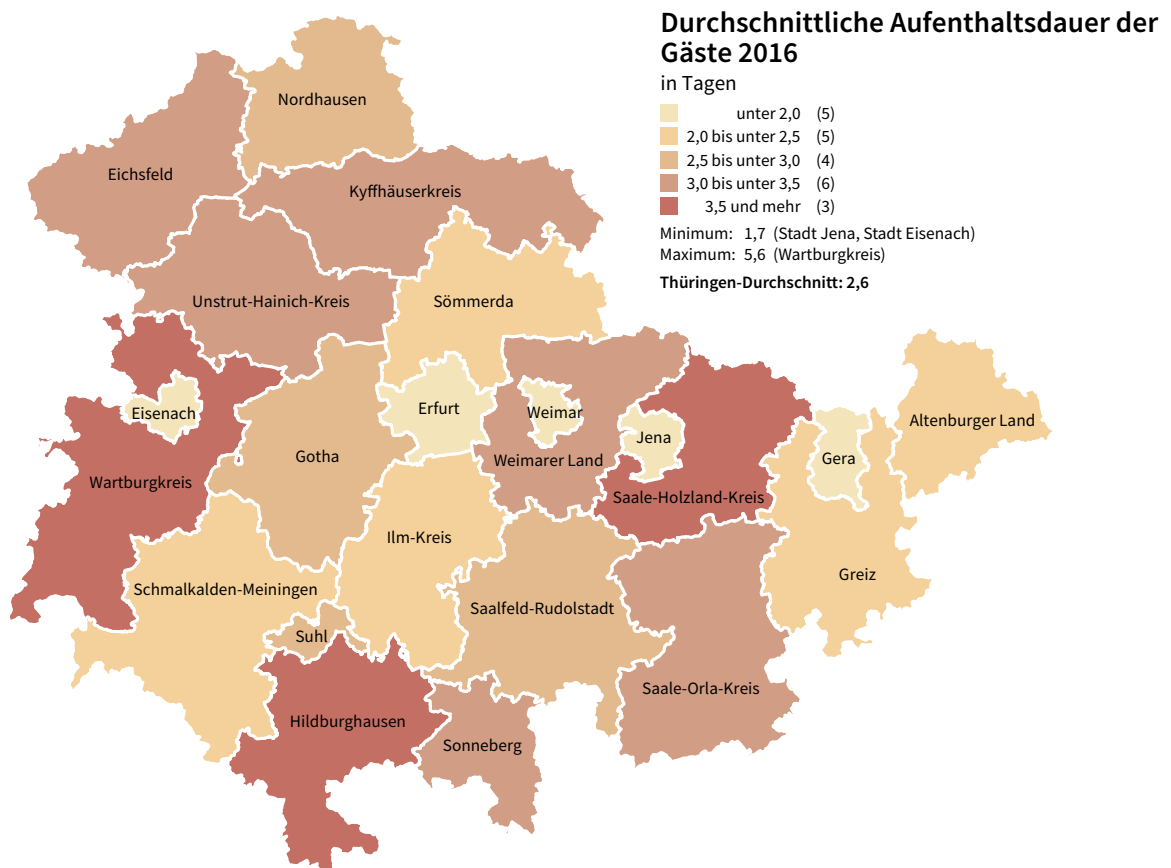 Durchschnittliche Aufenthaltsdauer der
Gäste 2016
in Tagen
unter 2,0 (5)
2,0 bis unter 2,5 (5)
2,5 bis unter 3,0 (4)
3,0 bis unter 3,5 (6)
3,5 und mehr (3)
Minimum: 1,7 (Stadt Jena, Stadt Eisenach)
Maximum: 5,6 (Wartburgkreis)
Thüringen-Durchschnitt: 2,6
Nordhausen
Eichsfeld
Kyffhäuserkreis
Unstrut-Hainich-Kreis
Sömmerda
Eisenach
Erfurt
Weimar
Altenburger Land
Jena
Gotha
Weimarer Land
Gera
Wartburgkreis
Saale-Holzland-Kreis
Ilm-Kreis
Greiz
Schmalkalden-Meiningen
Saalfeld-Rudolstadt
Suhl
Saale-Orla-Kreis
Hildburghausen
Sonneberg